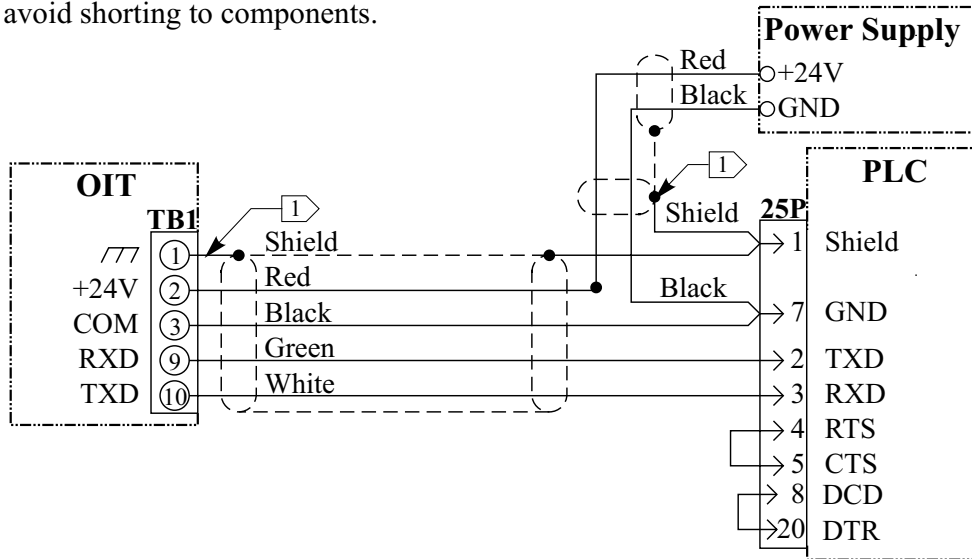 avoid shorting to components.
Power Supply
Red
+24V
Black
GND
1
PLC
OIT
1
Shield
25P
TB1
1
Shield
1
Shield
+24V
2
Red
Black
COM
3
Black
7
GND
RXD
9
Green
2
TXD
TXD
10
White
3
RXD
4
RTS
5
CTS
8
DCD
20
DTR